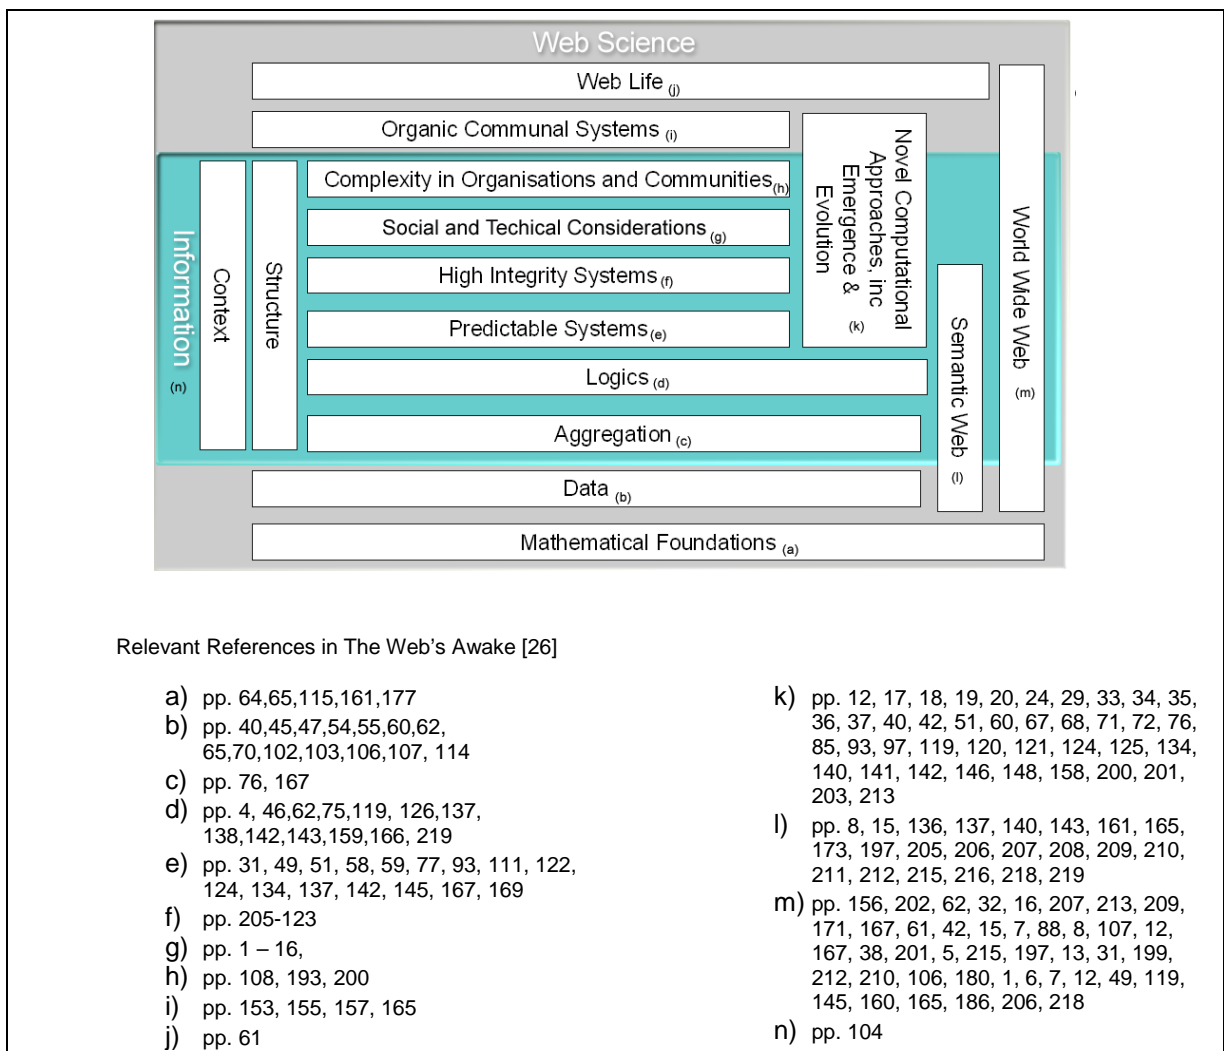 Web Science
Web Life (j)
Organic Communal Systems (i)
Complexity in Organisations and Communities (h)
Social and Techical Considerations (g)
High Integrity Systems (f)
Predictable Systems (e)
Logics (d)
Aggregation (c)
Data (b)
Mathematical Foundations (a)
Information (n)
Context
Structure
Novel Computational
Approaches, inc
Emergence &
Evolution
(k)
Semantic Web (l)
World Wide Web (m)
Relevant References in The Web's Awake [26]
a) pp. 64,65,115,161,177
b) pp. 40,45,47,54,55,60,62,
65,70,102,103,106,107, 114
c) pp. 76, 167
d) pp. 4, 46,62,75,119, 126,137,
138,142,143,159,166, 219
e) pp. 31, 49, 51, 58, 59, 77, 93, 111, 122,
124, 134, 137, 142, 145, 167, 169
f) pp. 205-123
g) pp. 1 – 16,
h) pp. 108, 193, 200
i) pp. 153, 155, 157, 165
j) pp. 61
k) pp. 12, 17, 18, 19, 20, 24, 29, 33, 34, 35,
36, 37, 40, 42, 51, 60, 67, 68, 71, 72, 76,
85, 93, 97, 119, 120, 121, 124, 125, 134,
140, 141, 142, 146, 148, 158, 200, 201,
203, 213
l) pp. 8, 15, 136, 137, 140, 143, 161, 165,
173, 197, 205, 206, 207, 208, 209, 210,
211, 212, 215, 216, 218, 219
m) pp. 156, 202, 62, 32, 16, 207, 213, 209,
171, 167, 61, 42, 15, 7, 88, 8, 107, 12,
167, 38, 201, 5, 215, 197, 13, 31, 199,
212, 210, 106, 180, 1, 6, 7, 12, 49, 119,
145, 160, 165, 186, 206, 218
n) pp. 104